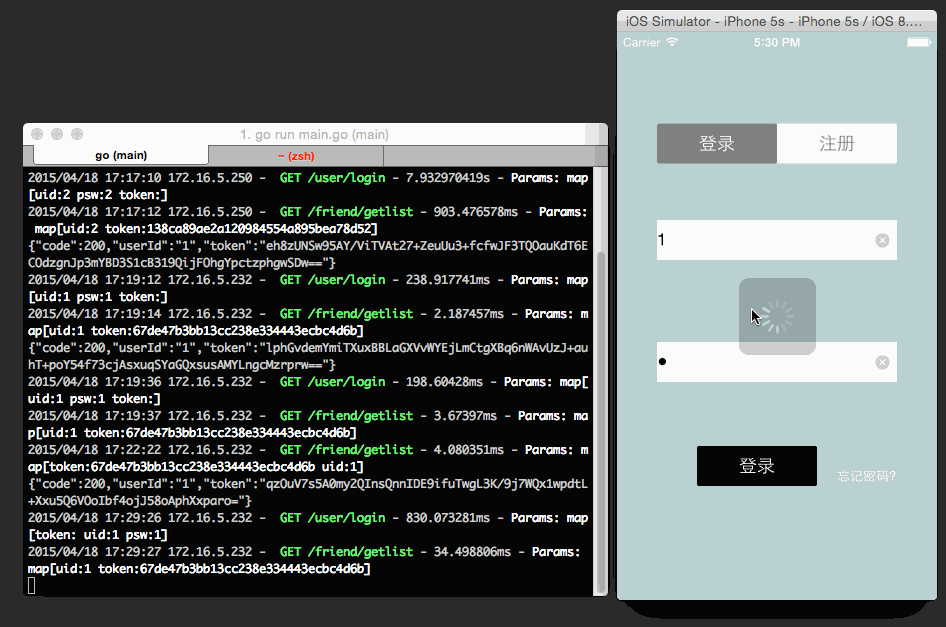 1. go run main.go (main)
go (main)
~ (zsh)
2015/04/18 17:17:10 172.16.5.250 - GET /user/login - 7.932970419s - Params: map
[uid:2 psw:2 token:]
2015/04/18 17:17:12 172.16.5.250 - GET /friend/getlist - 903.476578ms - Params:
map[uid:2 token:138ca89ae2a120984554a895bea78d52]
{"code":200,"userId":"1","token":"eh8zUNSw95AY/ViTVAt27+ZeuUu3+fcfwJF3TQOauKdT6E
COdzgnJp3mYBD3S1cB319QijFOhgYpctzphgwSDw=="}
2015/04/18 17:19:12 172.16.5.232 - GET /user/login - 238.917741ms - Params: map
[uid:1 psw:1 token:]
2015/04/18 17:19:14 172.16.5.232 - GET /friend/getlist - 2.187457ms - Params: m
ap[uid:1 token:67de47b3bb13cc238e334443ecbc4d6b]
{"code":200,"userId":"1","token":"lphGvdemYmiTXuxBBLaGXVvWYEjLmCtgXBq6nWAvUzJ+au
hT+poY54f73cjAsxuqSYaGQxsusAMYLngcMzrprw=="}
2015/04/18 17:19:36 172.16.5.232 - GET /user/login - 198.60428ms - Params: map[
uid:1 psw:1 token:]
2015/04/18 17:19:37 172.16.5.232 - GET /friend/getlist - 3.67397ms - Params: ma
p[uid:1 token:67de47b3bb13cc238e334443ecbc4d6b]
2015/04/18 17:22:22 172.16.5.232 - GET /friend/getlist - 4.080351ms - Params: m
ap[token:67de47b3bb13cc238e334443ecbc4d6b uid:1]
{"code":200,"userId":"1","token":"qzOuV7s5A0myZQInsQnnIDE9ifuTwgL3K/9j7WQx1wpdtL
+Xxu5Q6VOoIbf4ojJ58oAphXxparo="}
2015/04/18 17:29:26 172.16.5.232 - GET /user/login - 830.073281ms - Params: map
[token: uid:1 psw:1]
2015/04/18 17:29:27 172.16.5.232 - GET /friend/getlist - 34.498806ms - Params:
map[uid:1 token:67de47b3bb13cc238e334443ecbc4d6b]
iOS Simulator - iPhone 5s - iPhone 5s / iOS 8....
Carrier 5:30 PM
登录 注册
1
•
登录
忘记密码?